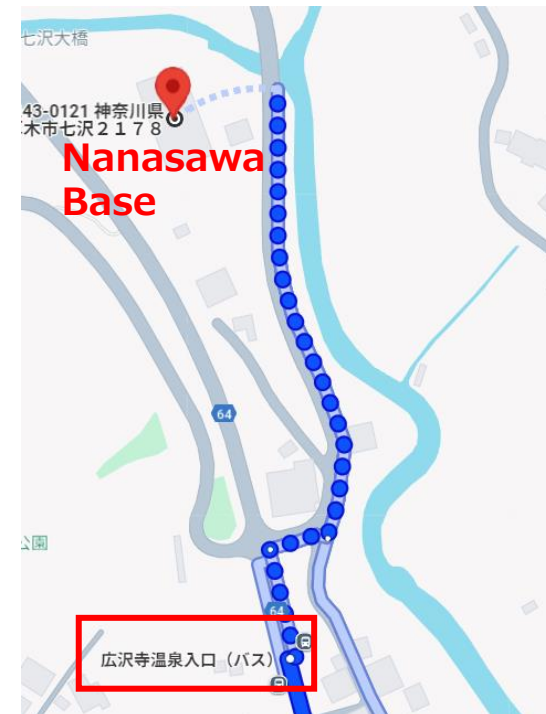 七沢大橋
43-0121 神奈川県
木市七沢2178
Nanasawa
Base
64
公園
64
広沢寺温泉入口（バス）